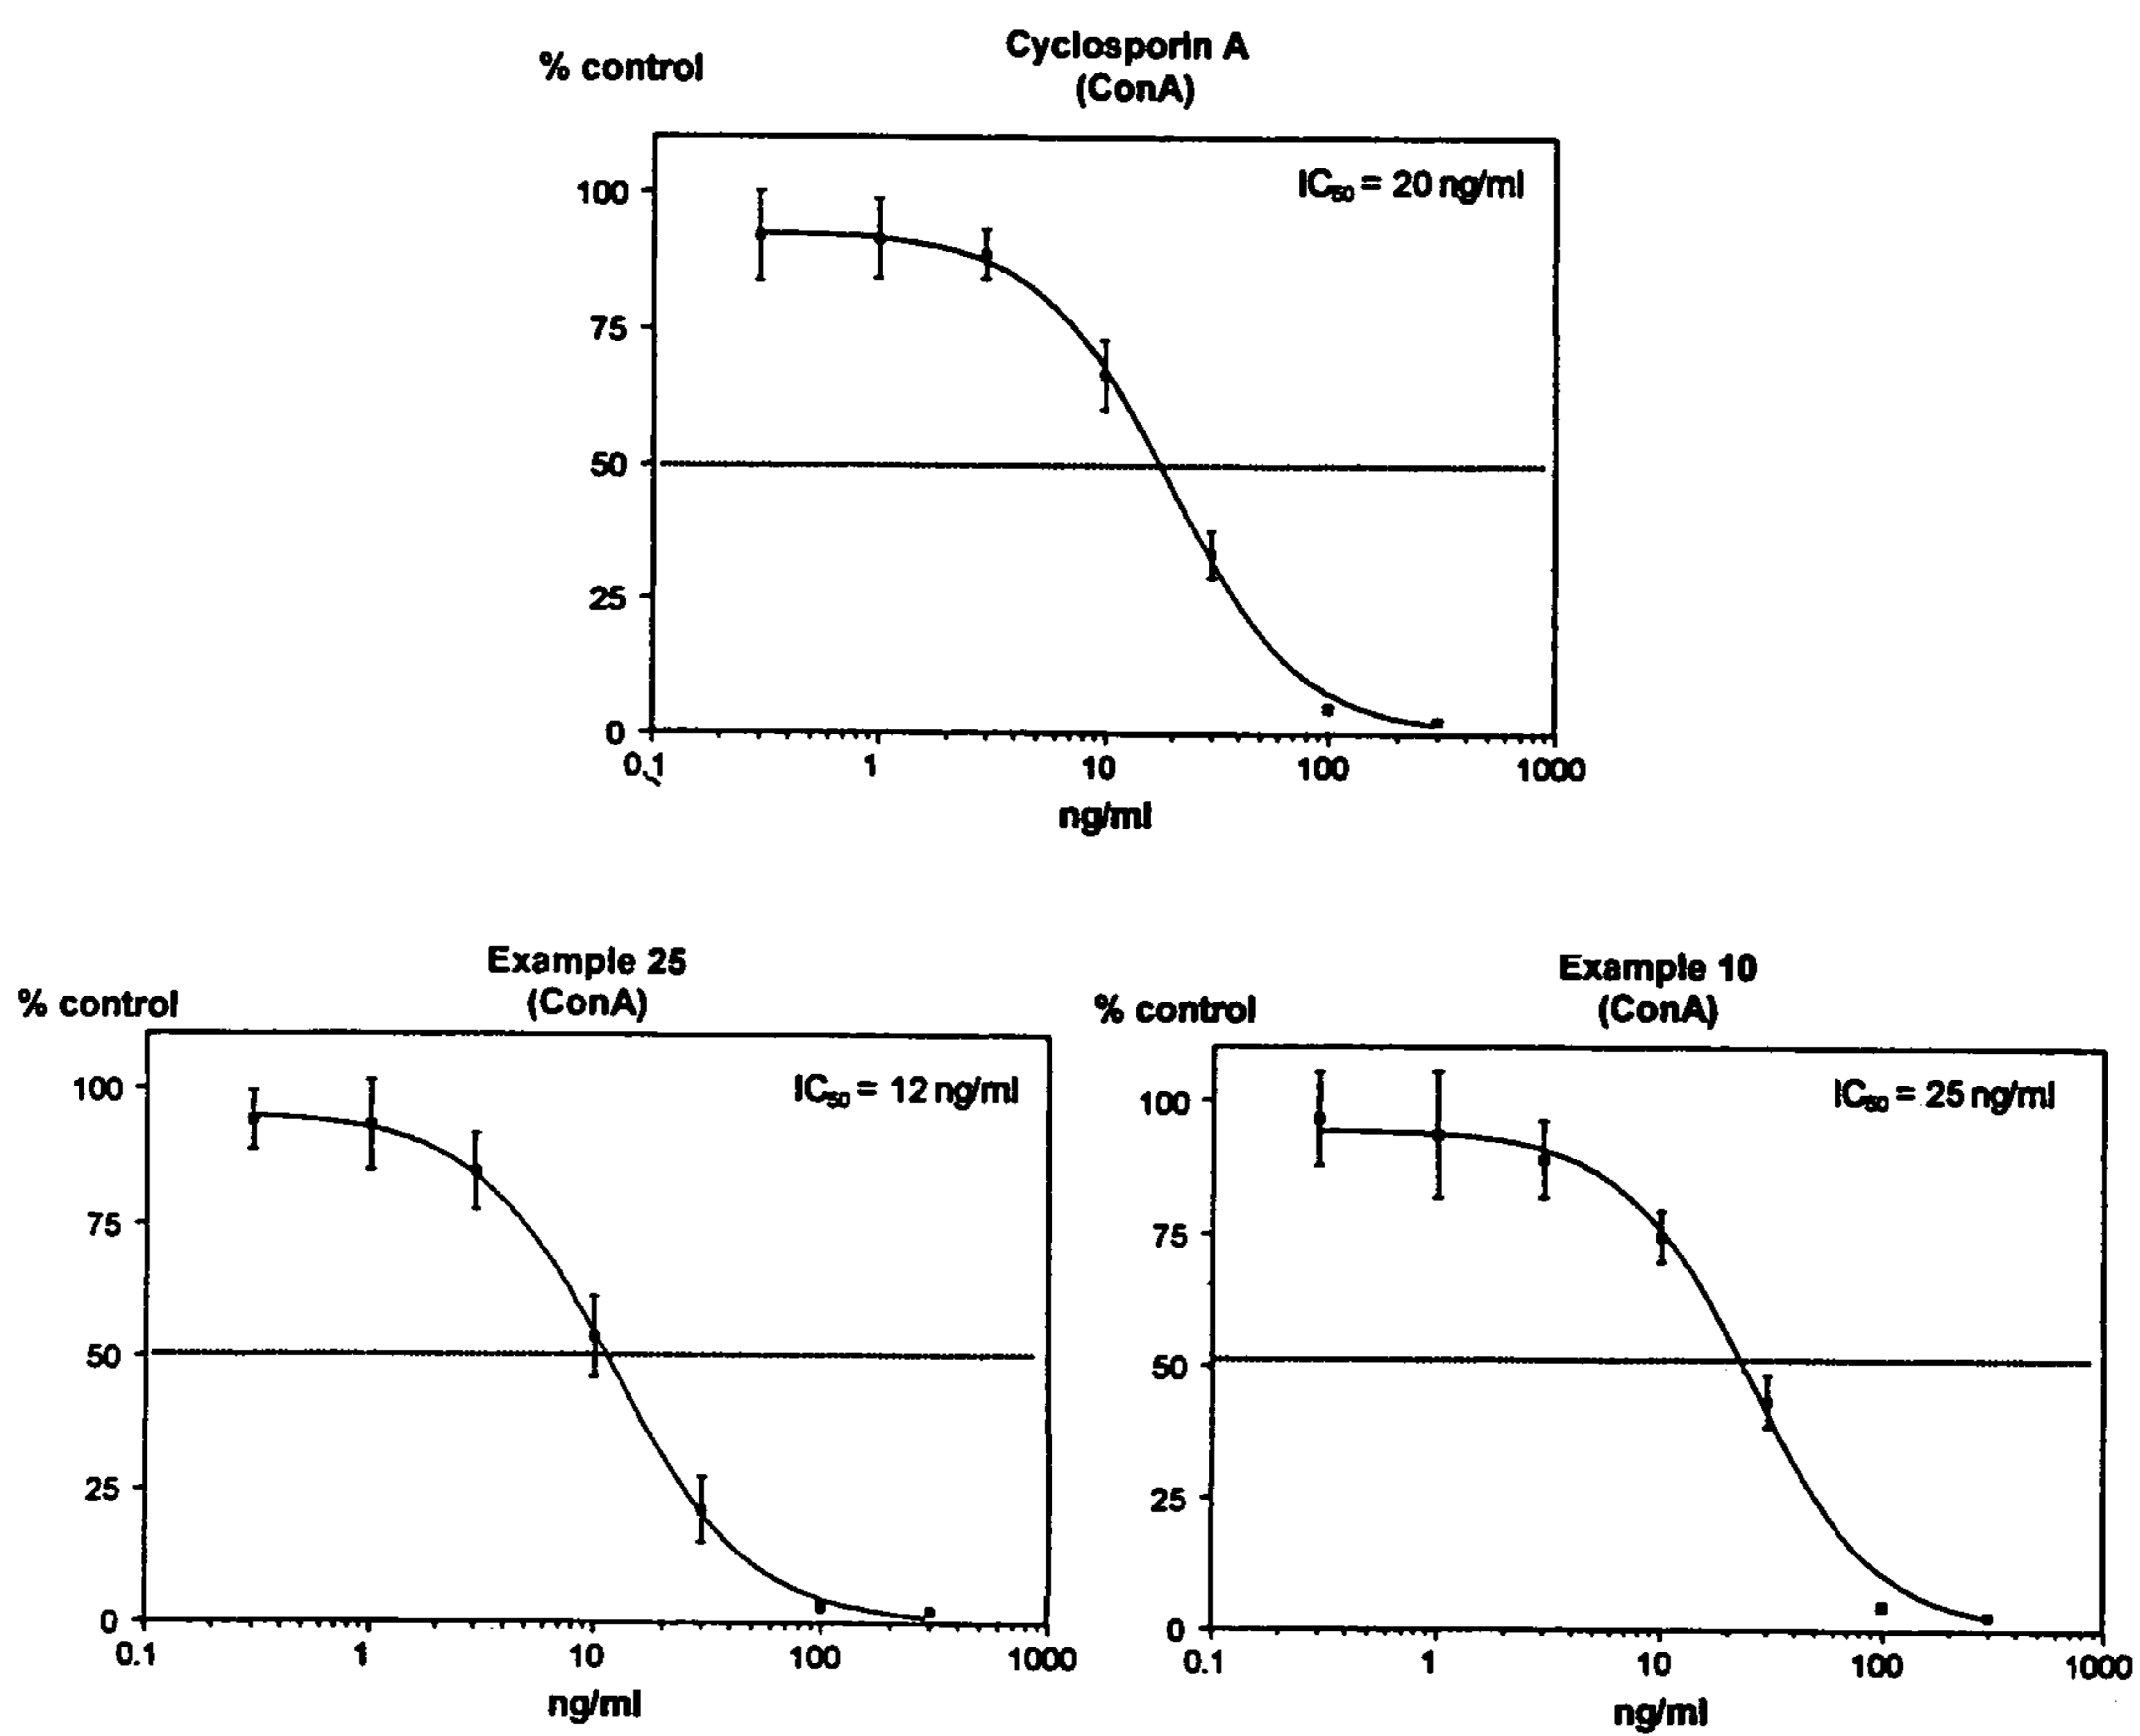 % control
Cyclosporin A
(ConA)
IC₅₀ = 20 ng/ml
100
75
50
25
0
0.1 1 10 100 1000
ng/ml
% control
Example 25
(ConA)
IC₅₀ = 12 ng/ml
100
75
50
25
0
0.1 1 10 100 1000
ng/ml
% control
Example 10
(ConA)
IC₅₀ = 25 ng/ml
100
75
50
25
0
0.1 1 10 100 1000
ng/ml